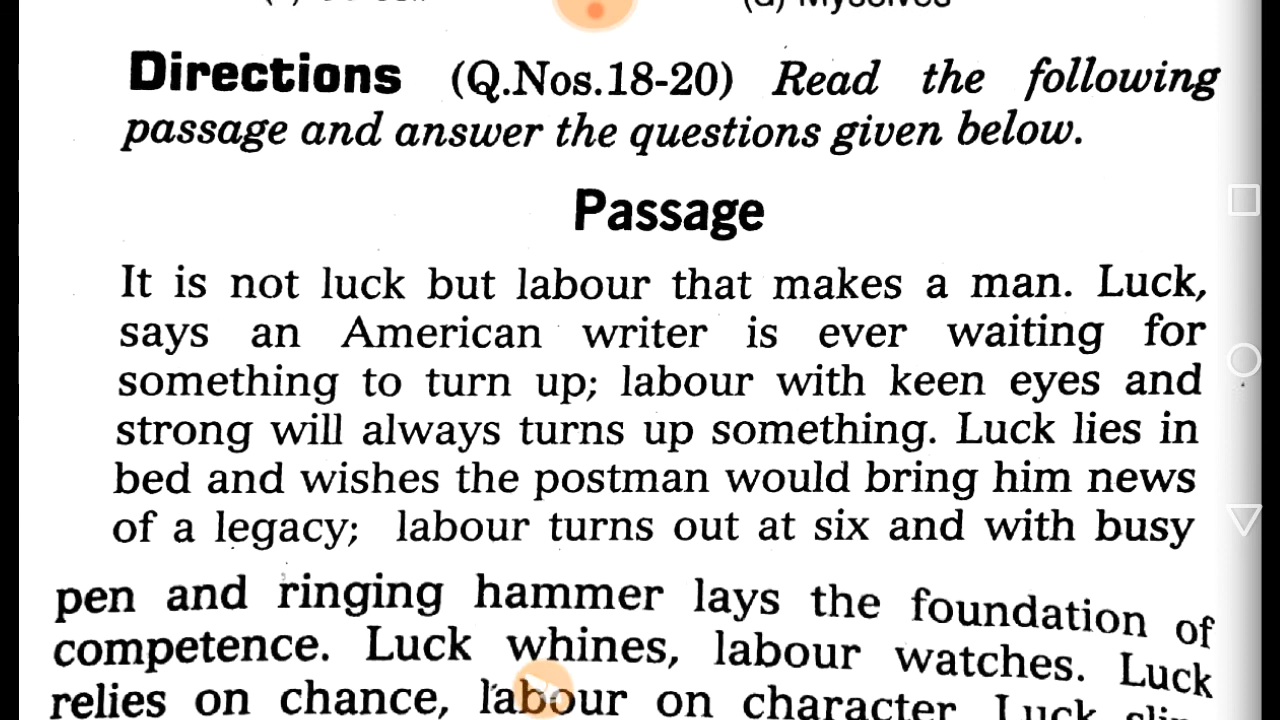 Directions (Q.Nos.18-20) Read the following
passage and answer the questions given below.
Passage
It is not luck but labour that makes a man. Luck,
says an American writer is ever waiting for
something to turn up; labour with keen eyes and
strong will always turns up something. Luck lies in
bed and wishes the postman would bring him news
of a legacy; labour turns out at six and with busy
pen and ringing hammer lays the foundation of
competence. Luck whines, labour watches. Luck
relies on chance, labour on character. Luck